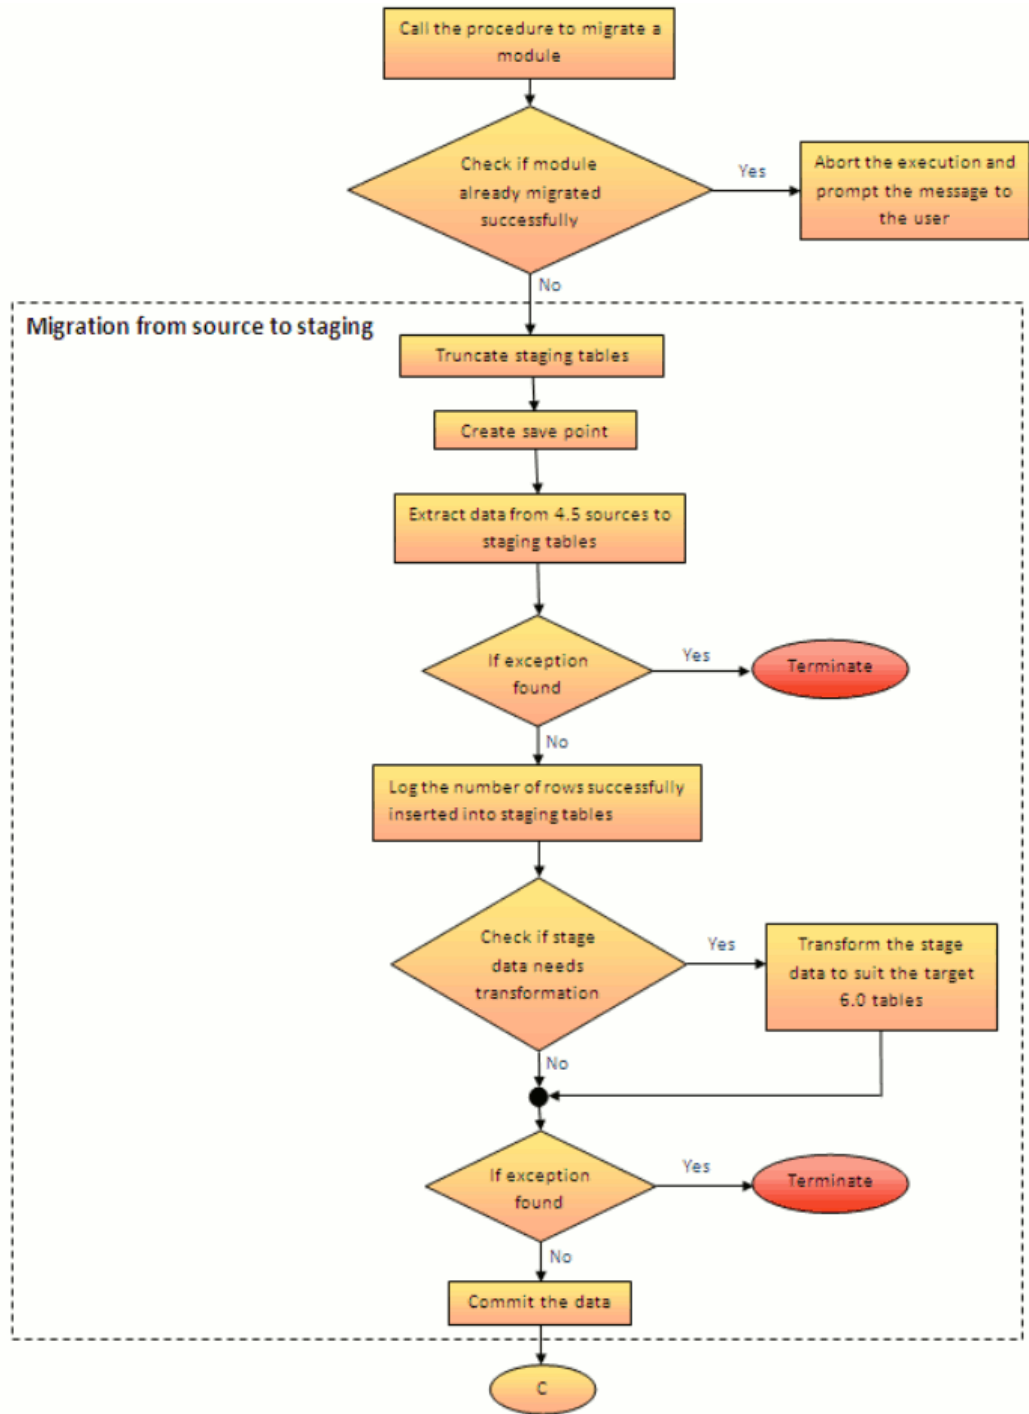 Call the procedure to migrate a
module
Check if module
already migrated
successfully
Yes
Abort the execution and
prompt the message to
the user
No
Migration from source to staging
Truncate staging tables
Create save point
Extract data from 4.5 sources to
staging tables
If exception
found
Yes
Terminate
No
Log the number of rows successfully
inserted into staging tables
Check if stage
data needs
transformation
Yes
Transform the stage
data to suit the target
6.0 tables
No
If exception
found
Yes
Terminate
No
Commit the data
C